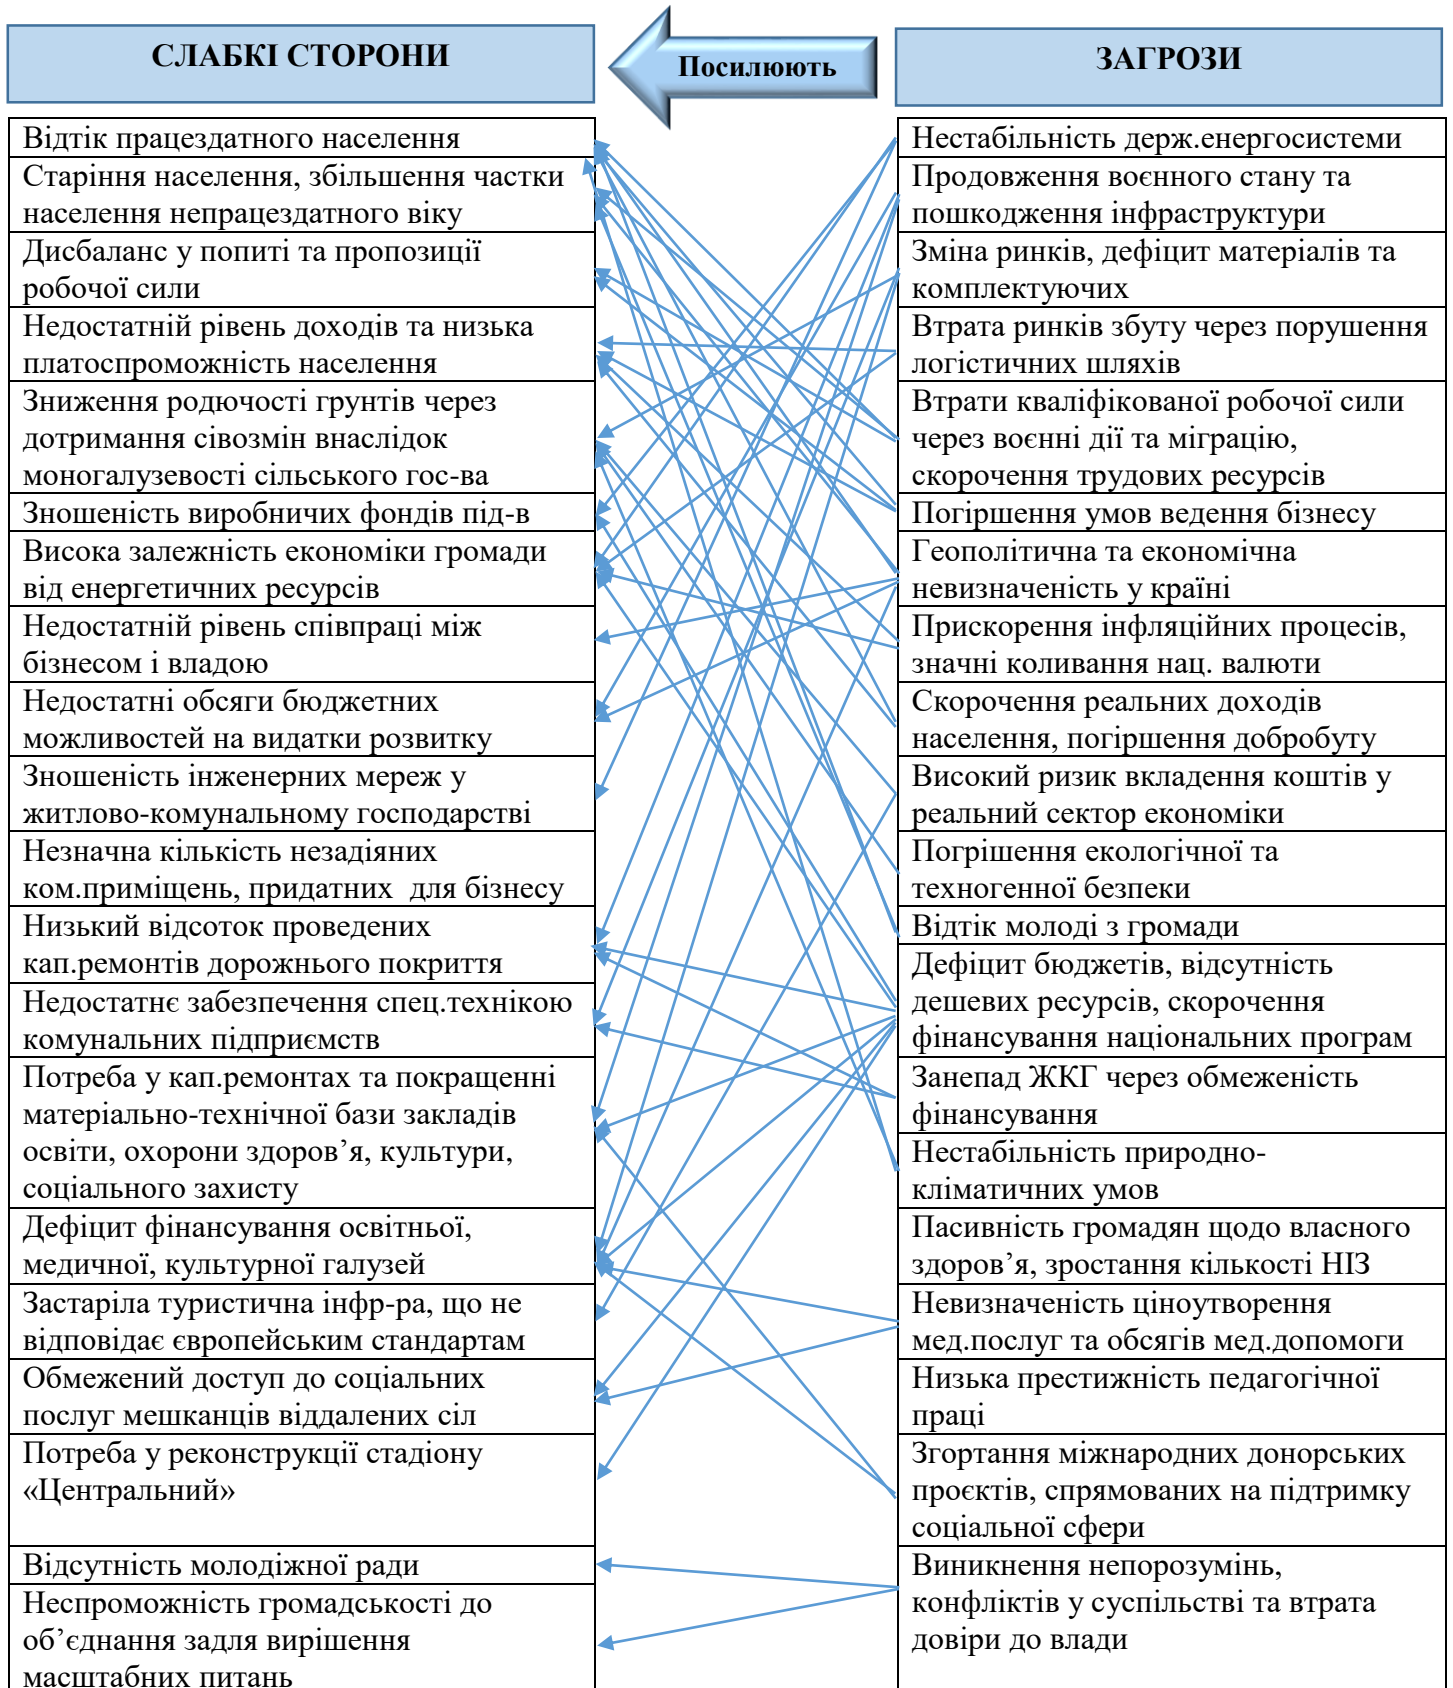 СЛАБКІ СТОРОНИ
Посилюють
ЗАГРОЗИ
Відтік працездатного населення
Старіння населення, збільшення частки
населення непрацездатного віку
Дисбаланс у попиті та пропозиції
робочої сили
Недостатній рівень доходів та низька
платоспроможність населення
Зниження родючості грунтів через
дотримання сівозмін внаслідок
моногалузевості сільського гос-ва
Зношеність виробничих фондів під-в
Висока залежність економіки громади
від енергетичних ресурсів
Недостатній рівень співпраці між
бізнесом і владою
Недостатні обсяги бюджетних
можливостей на видатки розвитку
Зношеність інженерних мереж у
житлово-комунальному господарстві
Незначна кількість незадіяних
ком.приміщень, придатних  для бізнесу
Низький відсоток проведених
кап.ремонтів дорожнього покриття
Недостатнє забезпечення спец.технікою
комунальних підприємств
Потреба у кап.ремонтах та покращенні
матеріально-технічної бази закладів
освіти, охорони здоров’я, культури,
соціального захисту
Дефіцит фінансування освітньої,
медичної, культурної галузей
Застаріла туристична інфр-ра, що не
відповідає європейським стандартам
Обмежений доступ до соціальних
послуг мешканців віддалених сіл
Потреба у реконструкції стадіону
«Центральний»
Відсутність молодіжної ради
Неспроможність громадськості до
об’єднання задля вирішення
масштабних питань
Нестабільність держ.енергосистеми
Продовження воєнного стану та
пошкодження інфраструктури
Зміна ринків, дефіцит матеріалів та
комплектуючих
Втрата ринків збуту через порушення
логістичних шляхів
Втрати кваліфікованої робочої сили
через воєнні дії та міграцію,
скорочення трудових ресурсів
Погіршення умов ведення бізнесу
Геополітична та економічна
невизначеність у країні
Прискорення інфляційних процесів,
значні коливання нац. валюти
Скорочення реальних доходів
населення, погіршення добробуту
Високий ризик вкладення коштів у
реальний сектор економіки
Погрішення екологічної та
техногенної безпеки
Відтік молоді з громади
Дефіцит бюджетів, відсутність
дешевих ресурсів, скорочення
фінансування національних програм
Занепад ЖКГ через обмеженість
фінансування
Нестабільність природно-
кліматичних умов
Пасивність громадян щодо власного
здоров’я, зростання кількості НІЗ
Невизначеність ціноутворення
мед.послуг та обсягів мед.допомоги
Низька престижність педагогічної
праці
Згортання міжнародних донорських
проєктів, спрямованих на підтримку
соціальної сфери
Виникнення непорозумінь,
конфліктів у суспільстві та втрата
довіри до влади